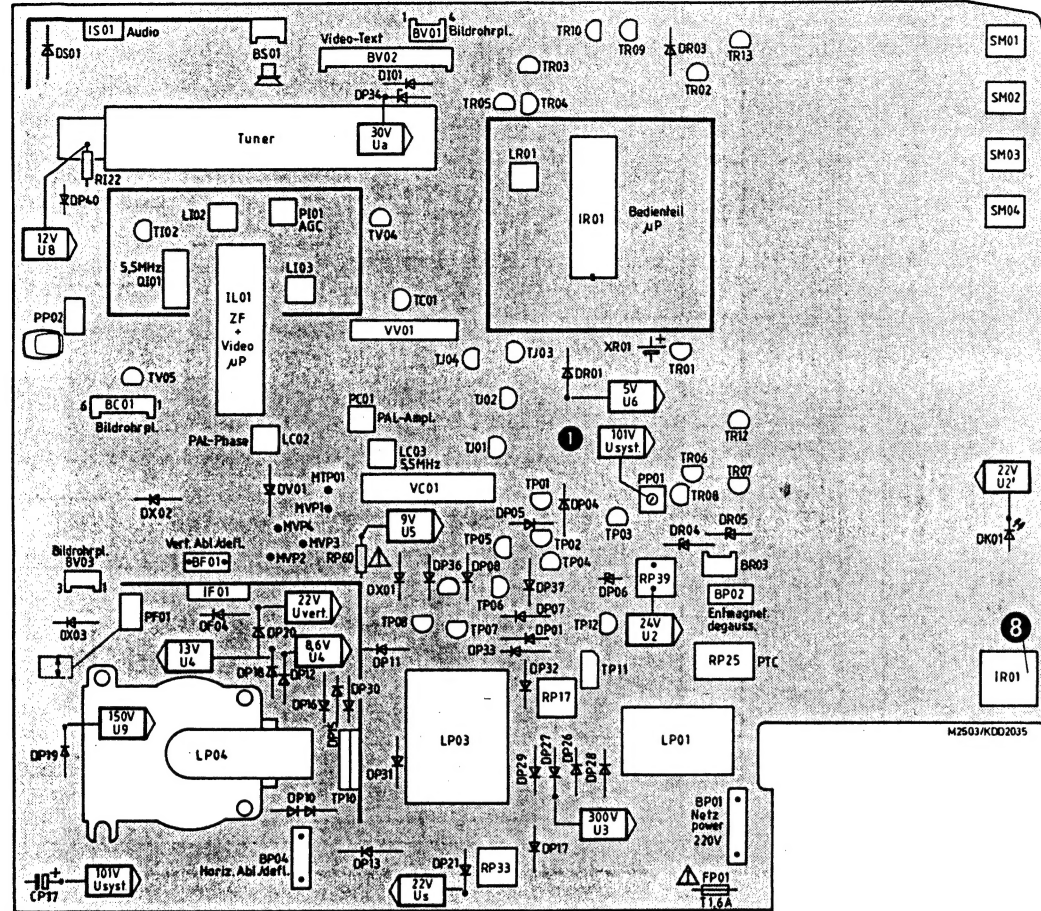 IS01 Audio
DS01
BS01
Video-Text
BV02
1 4
BV01 Bildrohrpl.
TR10
TR09
DR03
TR13
SM01
TR03
TR02
DI01
DP34
TR05
TR04
SM02
Tuner
30V
Ua
RI22
DP40
LR01
SM03
IR01
Bedienteil
µP
SM04
LI02
PI01
AGC
TV04
TI02
12V
U8
5,5MHz
QI01
LI03
IL01
ZF
+
Video
µP
TC01
PP02
VV01
TJ04
TJ03
XR01 +
TR01
TV05
DR01
5V
U6
6 BC01 1
Bildrohrpl.
PC01
PAL-Ampl.
TJ02
PAL-Phase
LC02
LC03
5,5MHz
TJ01
1
101V
Usyst.
TR12
MTP01
DV01
MVP1
VC01
TP01
PP01
TR06
TR07
TR08
22V
U2'
DX02
MVP4
9V
U5
DP05
DP04
TP03
DR04
DR05
DK01
Vert. Abl./defl.
MVP3
MVP2
RP60
TP05
TP02
Bildrohrpl.
BV03
BF01
DP36
DP08
TP04
BR03
3 1
DX01
DP37
DP06
RP39
BP02
Entmagnet.
degauss.
IF01
22V
Uvert.
TP06
DP07
PF01
DF04
DP20
TP08
TP07
DP01
TP12
24V
U2
8
DX03
13V
U4
8,6V
U4
DP11
DP33
RP25 PTC
DP18
DP12
DP32
TP11
IR01
DP30
DP16
DP15
RP17
M2503/KDD2035
150V
U9
LP03
LP01
DP19
LP04
TP10
DP31
DP29
DP27
DP26
DP28
DP10
300V
U3
BP01
Netz
power
220V
BP04
Horiz. Abl./defl.
DP13
DP21
DP17
RP33
CP17 +
101V
Usyst
22V
Us
FP01
T1,6A